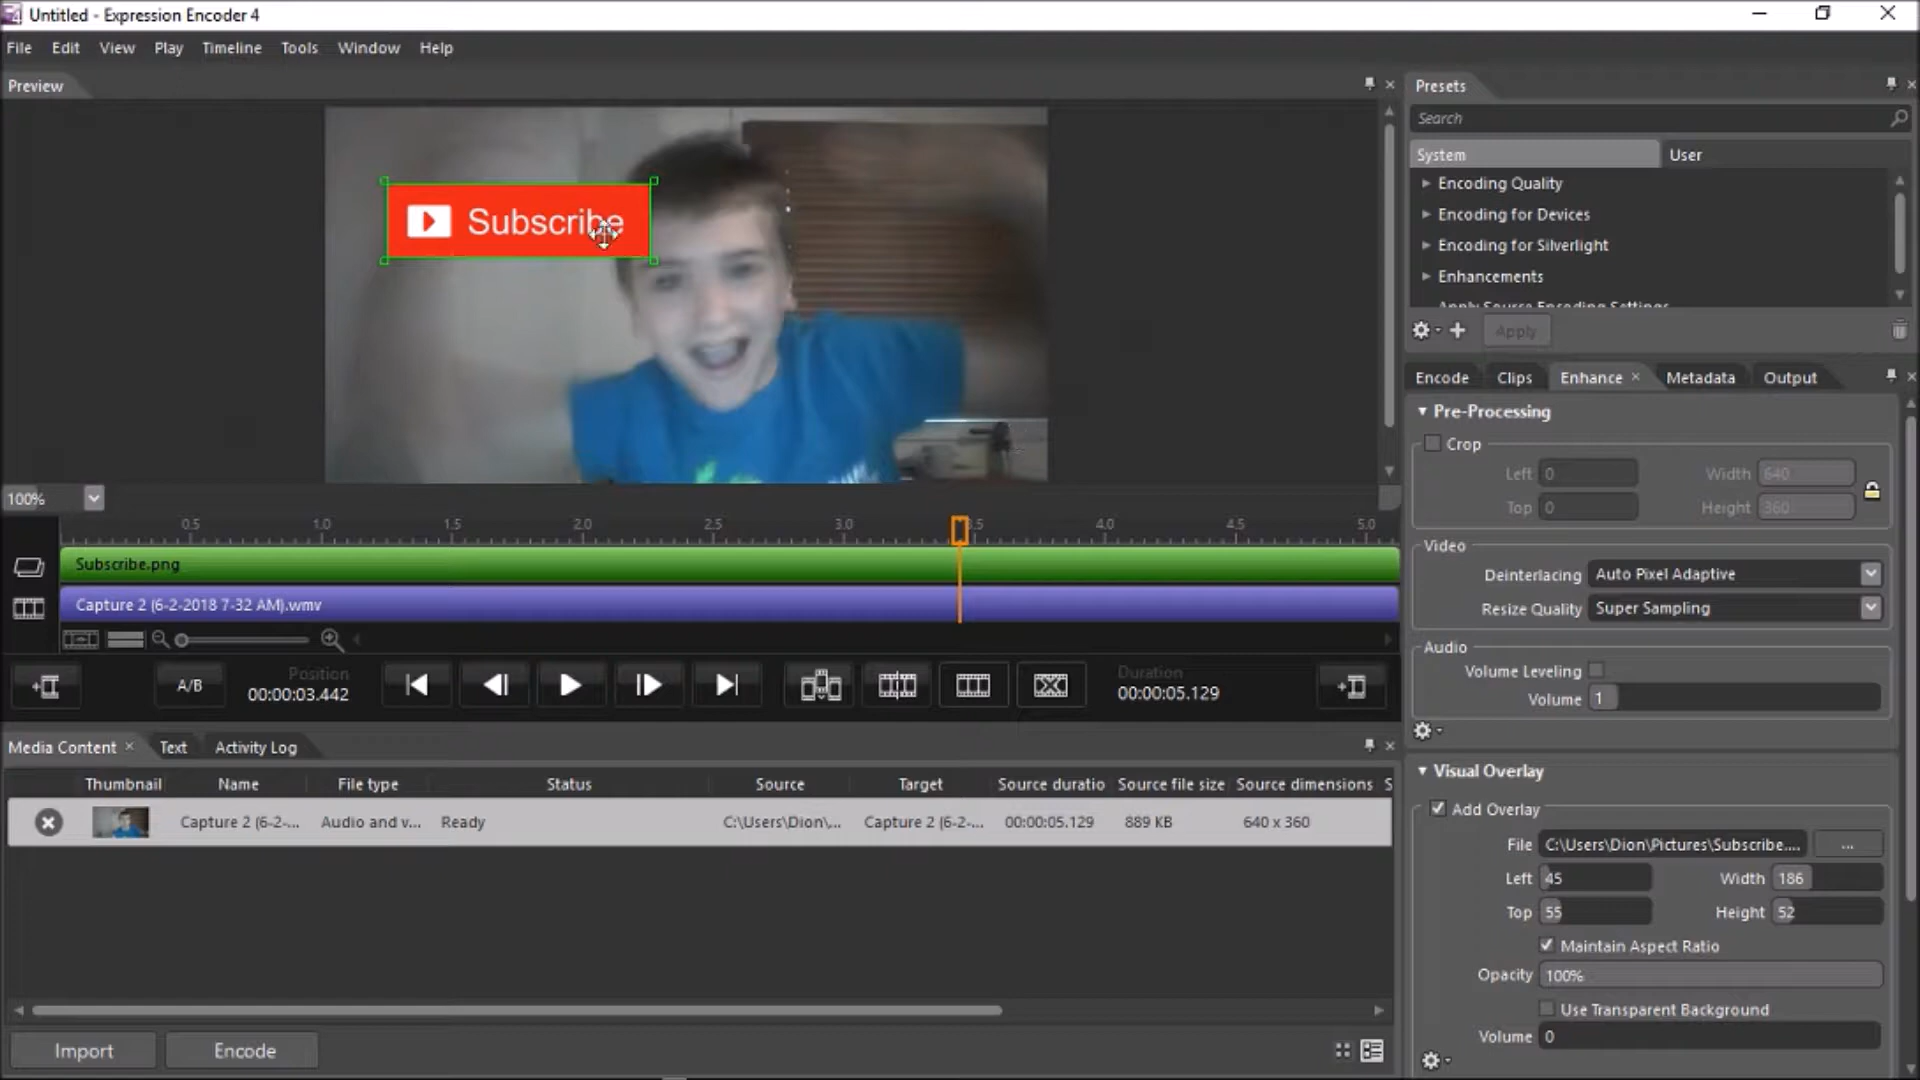 Untitled - Expression Encoder 4
File Edit View Play Timeline Tools Window Help
Preview
Subscribe
100%
0.5 1.0 1.5 2.0 2.5 3.0 3.5 4.0 4.5 5.0
Subscribe.png
Capture 2 (6-2-2018 7-32 AM).wmv
A/B
Position
00:00:03.442
Duration
00:00:05.129
Media Content Text Activity Log
Thumbnail Name File type Status Source Target Source duratio Source file size Source dimensions S
Capture 2 (6-2-... Audio and v... Ready C:\Users\Dion\... Capture 2 (6-2-... 00:00:05.129 889 KB 640 x 360
Import Encode
Presets
Search
System User
Encoding Quality
Encoding for Devices
Encoding for Silverlight
Enhancements
Apply Source Encoding Settings
Apply
Encode Clips Enhance Metadata Output
Pre-Processing
Crop
Left 0 Width 640
Top 0 Height 360
Video
Deinterlacing Auto Pixel Adaptive
Resize Quality Super Sampling
Audio
Volume Leveling
Volume 1
Visual Overlay
Add Overlay
File C:\Users\Dion\Pictures\Subscribe.... ...
Left 45 Width 186
Top 55 Height 52
Maintain Aspect Ratio
Opacity 100%
Use Transparent Background
Volume 0